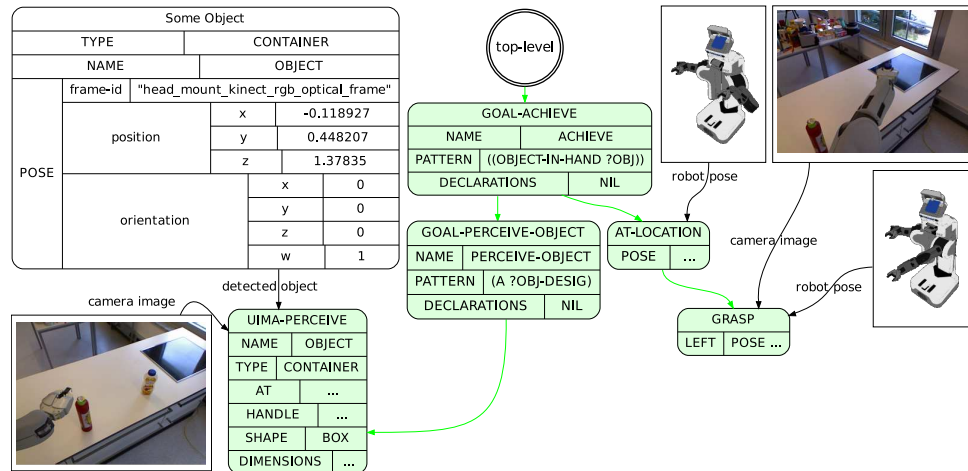 Some Object
TYPE CONTAINER
NAME OBJECT
POSE
frame-id "head_mount_kinect_rgb_optical_frame"
position
x -0.118927
y 0.448207
z 1.37835
orientation
x 0
y 0
z 0
w 1
top-level
GOAL-ACHIEVE
NAME ACHIEVE
PATTERN ((OBJECT-IN-HAND ?OBJ))
DECLARATIONS NIL
robot pose
GOAL-PERCEIVE-OBJECT
NAME PERCEIVE-OBJECT
PATTERN (A ?OBJ-DESIG)
DECLARATIONS NIL
AT-LOCATION
POSE ...
camera image
robot pose
GRASP
LEFT POSE ...
detected object
camera image
UIMA-PERCEIVE
NAME OBJECT
TYPE CONTAINER
AT ...
HANDLE ...
SHAPE BOX
DIMENSIONS ...